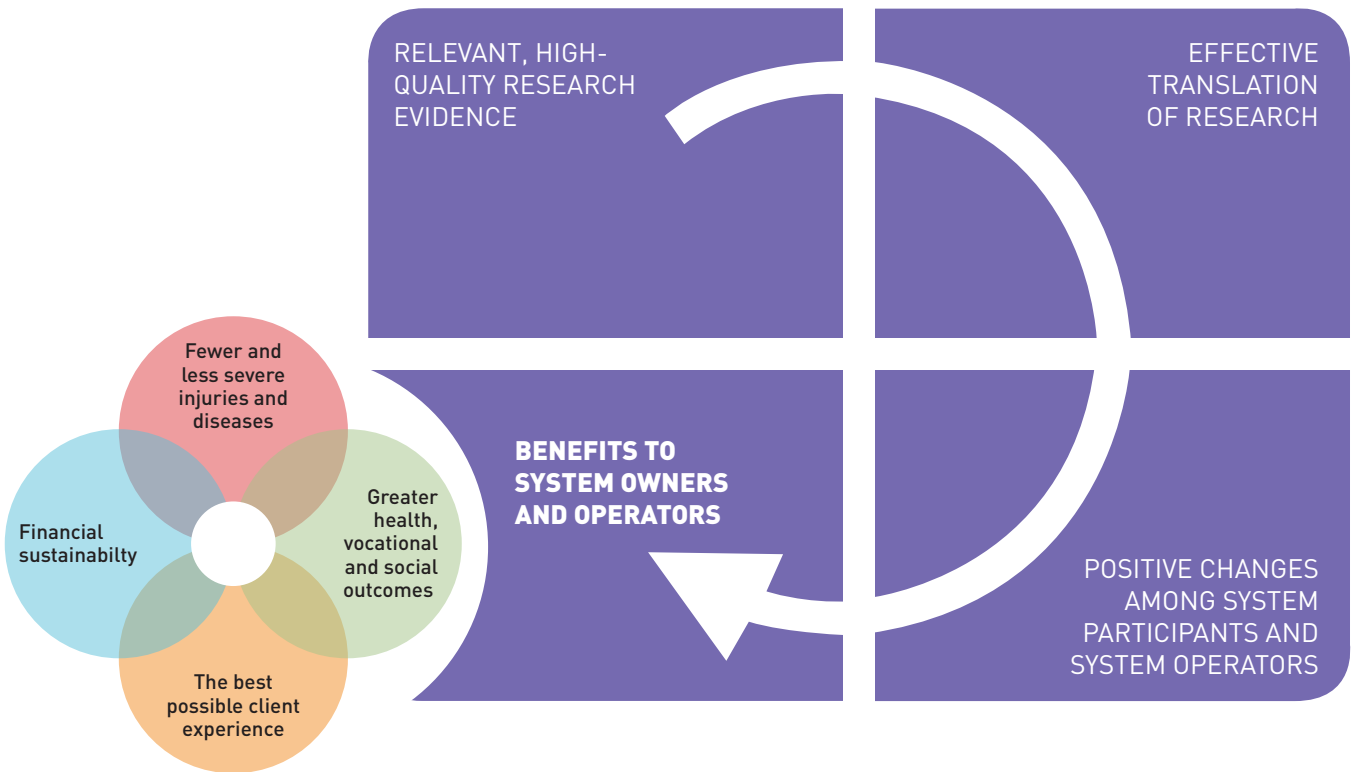 RELEVANT, HIGH-
QUALITY RESEARCH
EVIDENCE
EFFECTIVE
TRANSLATION
OF RESEARCH
POSITIVE CHANGES
AMONG SYSTEM
PARTICIPANTS AND
SYSTEM OPERATORS
BENEFITS TO
SYSTEM OWNERS
AND OPERATORS
Fewer and
less severe
injuries and
diseases
Greater
health,
vocational
and social
outcomes
The best
possible client
experience
Financial
sustainabilty